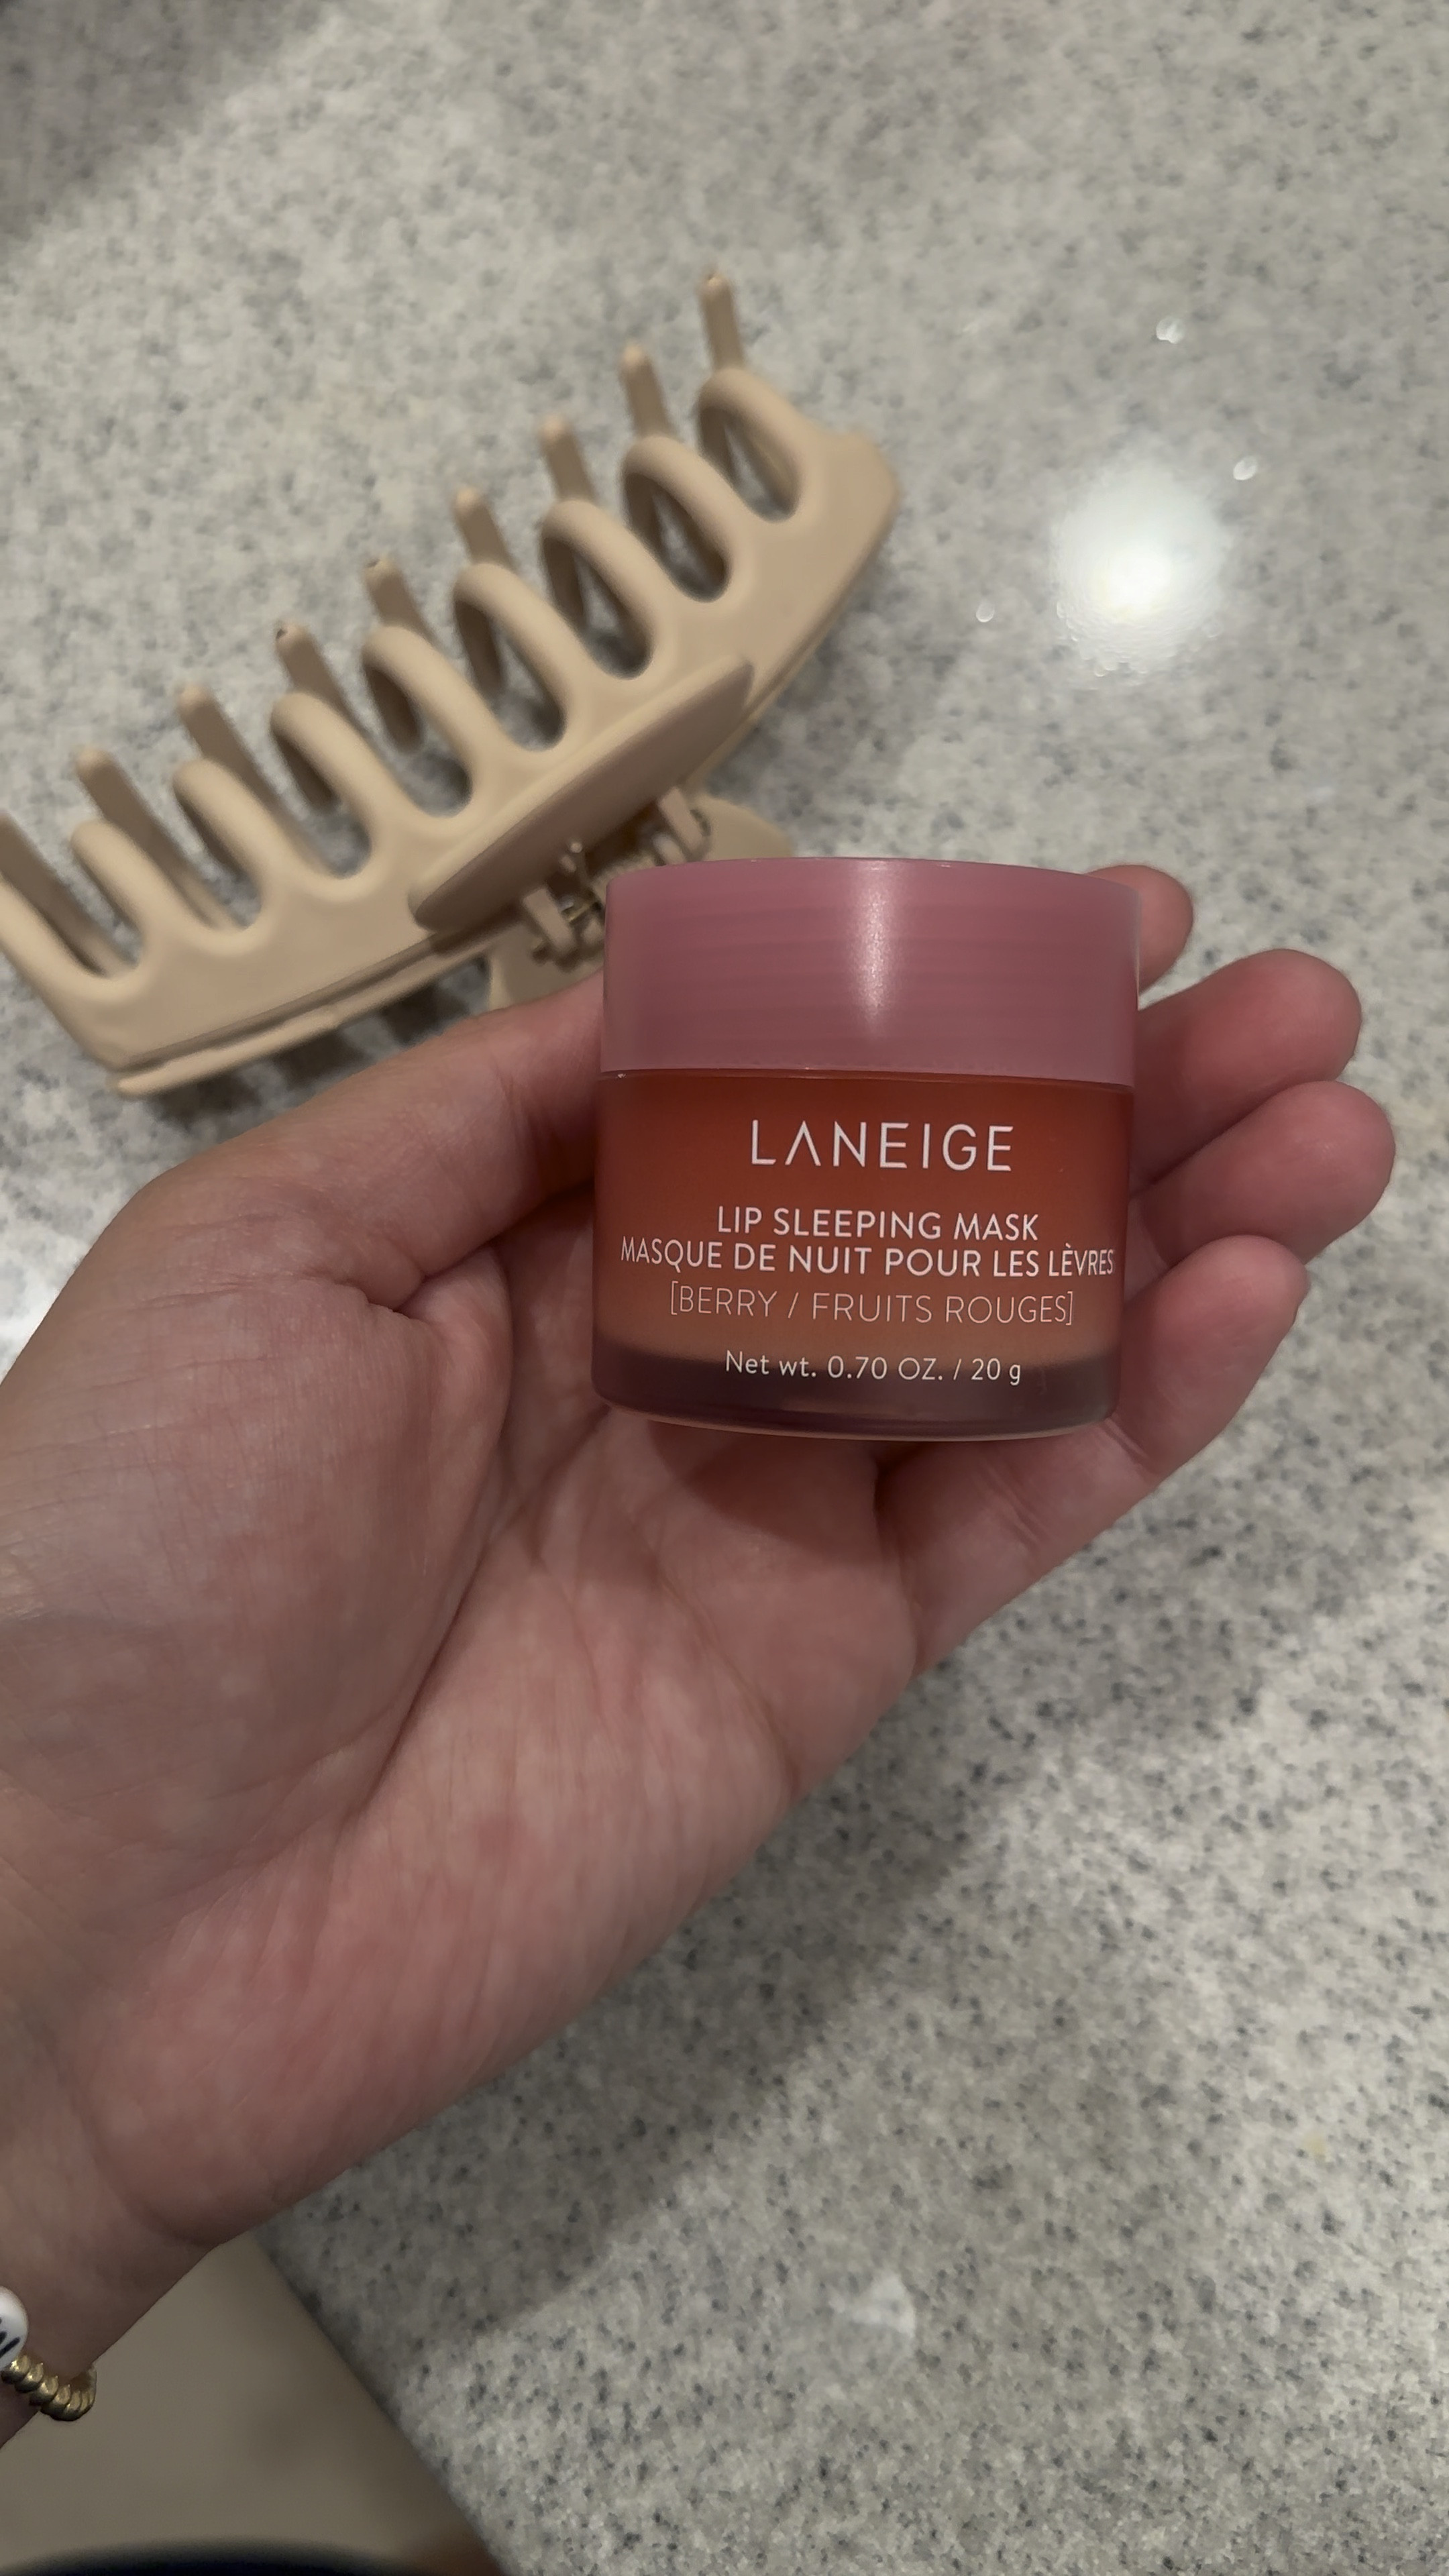 LANEIGE
LIP SLEEPING MASK
MASQUE DE NUIT POUR LES LÈVRES
[BERRY / FRUITS ROUGES]
Net wt. 0.70 OZ. / 20 g